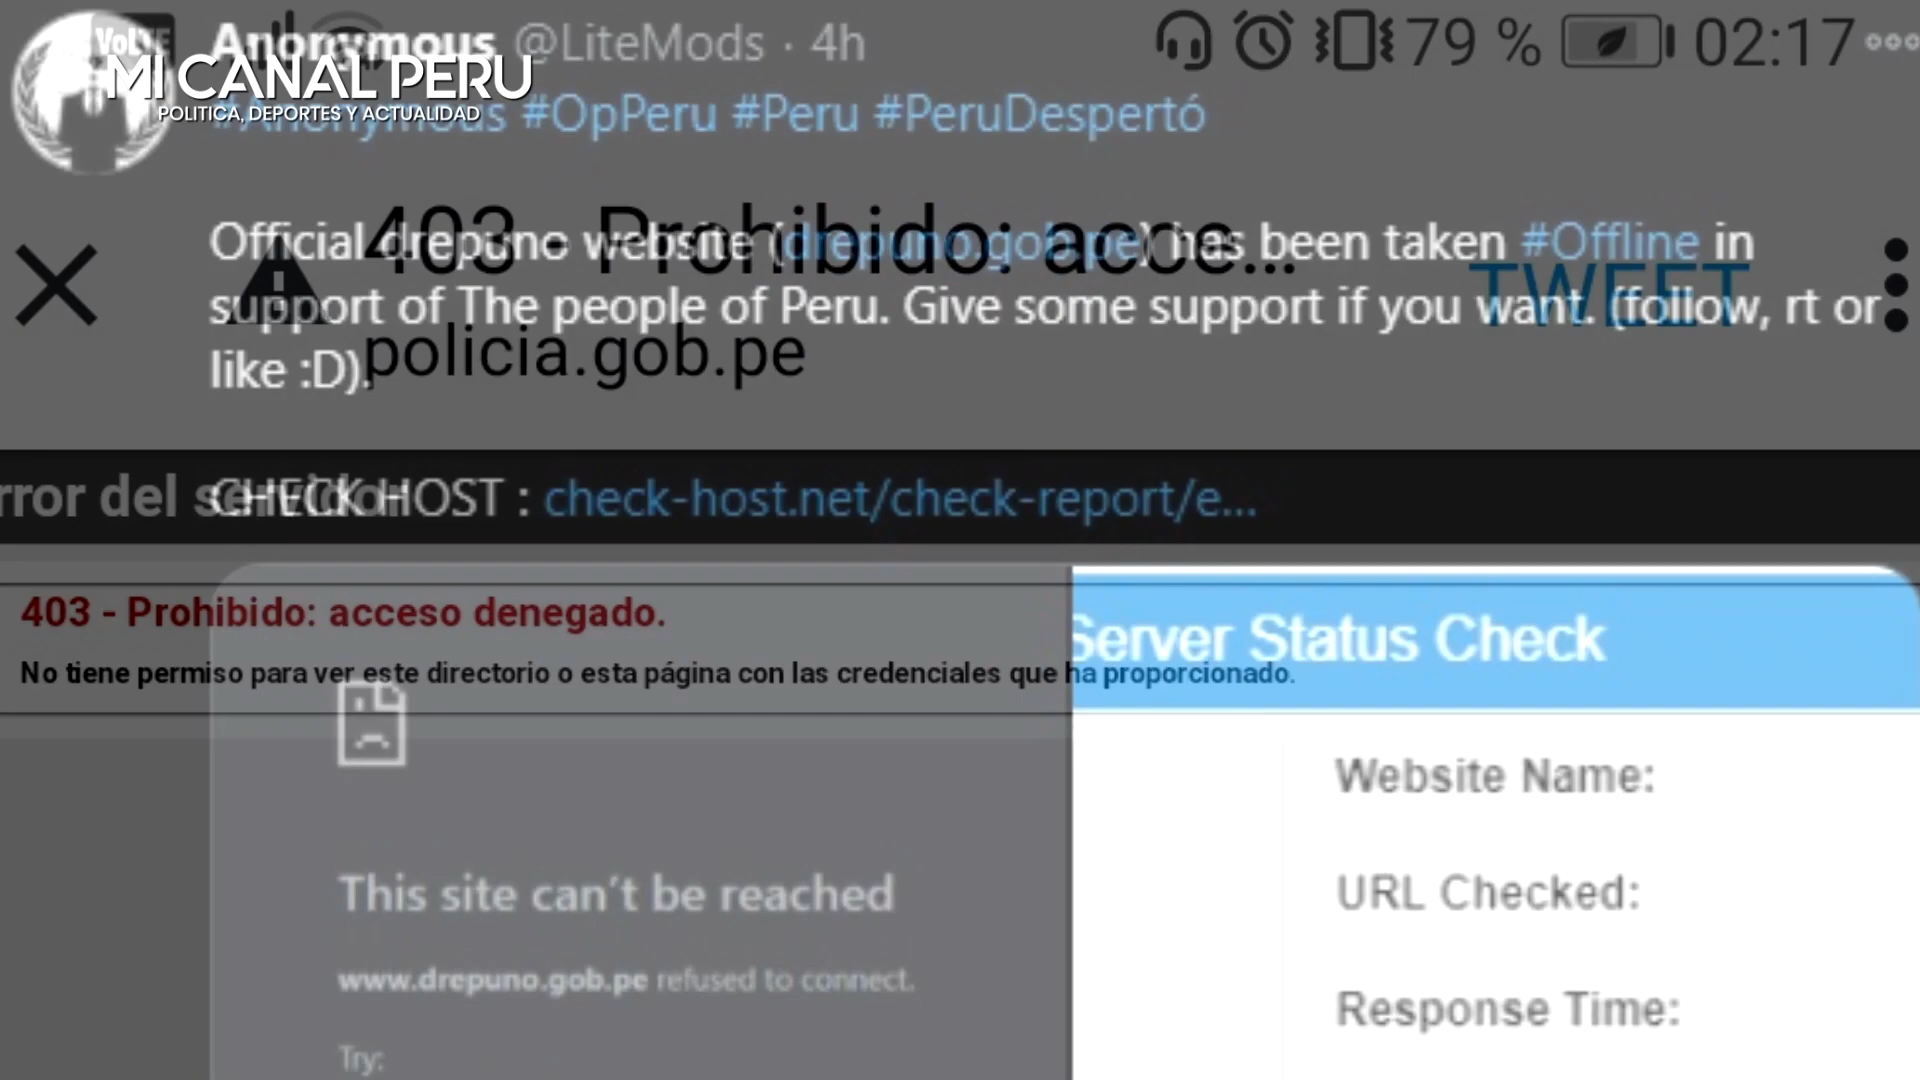 VoLTE Anonymous @LiteMods · 4h 79 % 02:17
MI CANAL PERU
POLITICA, DEPORTES Y ACTUALIDAD
#Anonymous #OpPeru #Peru #PeruDespertó
403 - Prohibido: acce...
Official drepuno website (drepuno.gob.pe) has been taken #Offline in
TWEET
support of The people of Peru. Give some support if you want. (follow, rt or
policia.gob.pe
like :D).
rror del servidor
CHECK HOST : check-host.net/check-report/e...
403 - Prohibido: acceso denegado.
Server Status Check
No tiene permiso para ver este directorio o esta página con las credenciales que ha proporcionado.
Website Name:
This site can't be reached
URL Checked:
www.drepuno.gob.pe refused to connect.
Response Time:
Try: